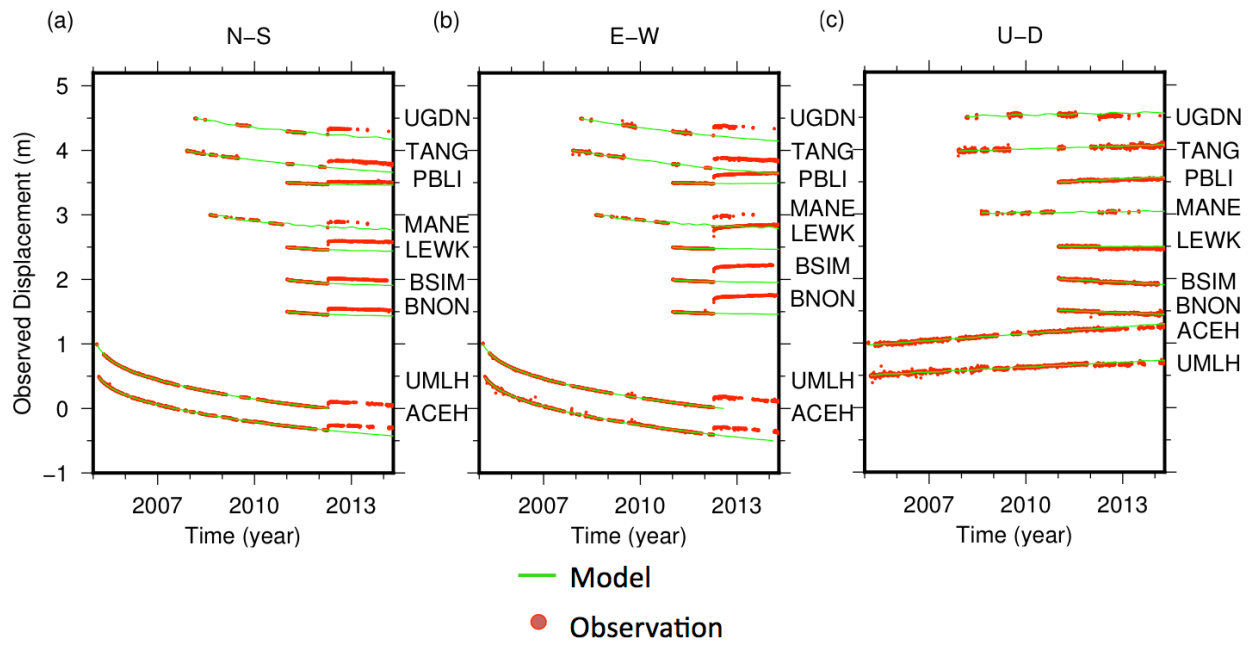 (a)
N–S
(b)
E–W
(c)
U–D
Observed Displacement (m)
5
4
3
2
1
0
−1
UGDN
TANG
PBLI
MANE
LEWK
BSIM
BNON
UMLH
ACEH
UGDN
TANG
PBLI
MANE
LEWK
BSIM
BNON
UMLH
ACEH
UGDN
TANG
PBLI
MANE
LEWK
BSIM
BNON
ACEH
UMLH
2007 2010 2013
2007 2010 2013
2007 2010 2013
Time (year)
Time (year)
Time (year)
Model
Observation